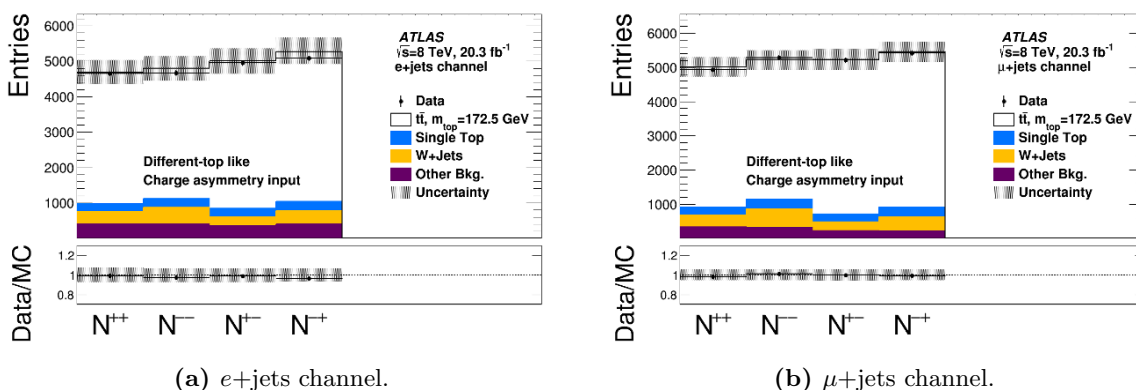 Entries
6000
5000
4000
3000
2000
1000
ATLAS
√s=8 TeV, 20.3 fb⁻¹
e+jets channel
Data
tt̄, m_top=172.5 GeV
Single Top
W+Jets
Other Bkg.
Uncertainty
Different-top like
Charge asymmetry input
Data/MC
1.2
1
0.8
N⁺⁺ N⁻⁻ N⁺⁻ N⁻⁺
(a) e+jets channel.
Entries
6000
5000
4000
3000
2000
1000
ATLAS
√s=8 TeV, 20.3 fb⁻¹
μ+jets channel
Data
tt̄, m_top=172.5 GeV
Single Top
W+Jets
Other Bkg.
Uncertainty
Different-top like
Charge asymmetry input
Data/MC
1.2
1
0.8
N⁺⁺ N⁻⁻ N⁺⁻ N⁻⁺
(b) μ+jets channel.